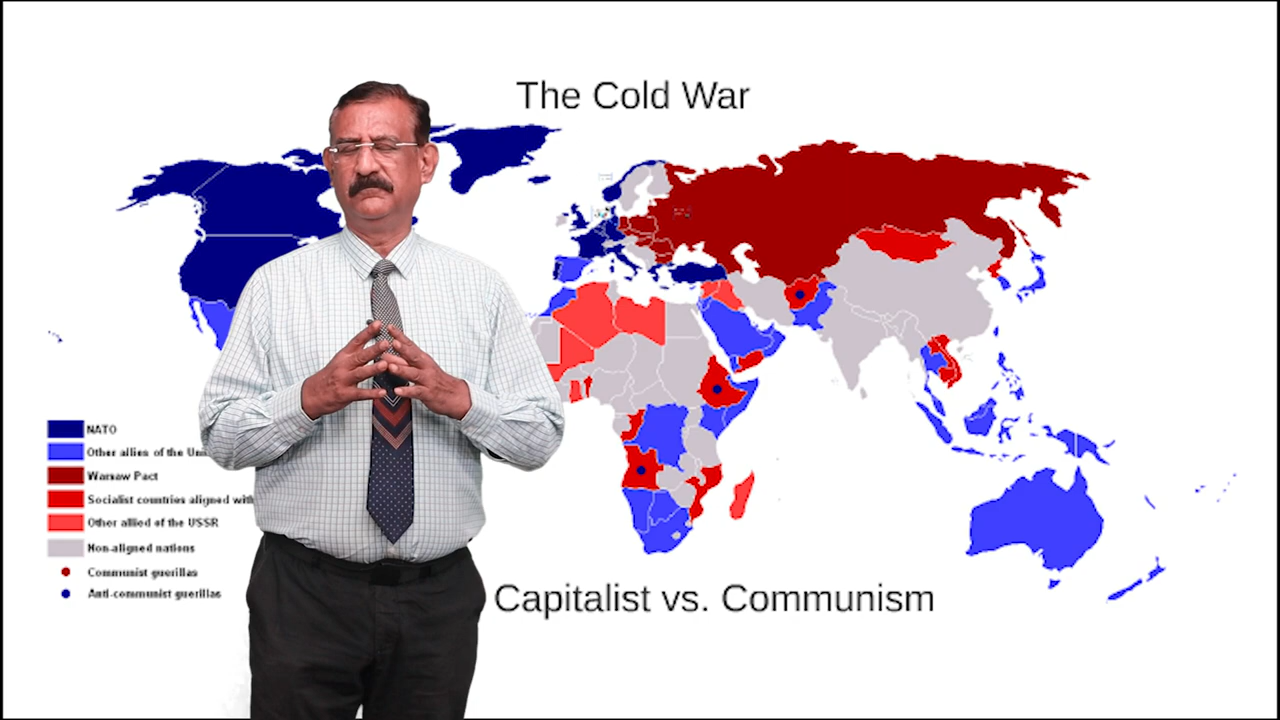 The Cold War
NATO
Other allies of the
Warsaw Pact
Socialist countries aligned with
Other allied of the USSR
Non-aligned nations
Communist guerillas
Anti-communist guerillas
Capitalist vs. Communism